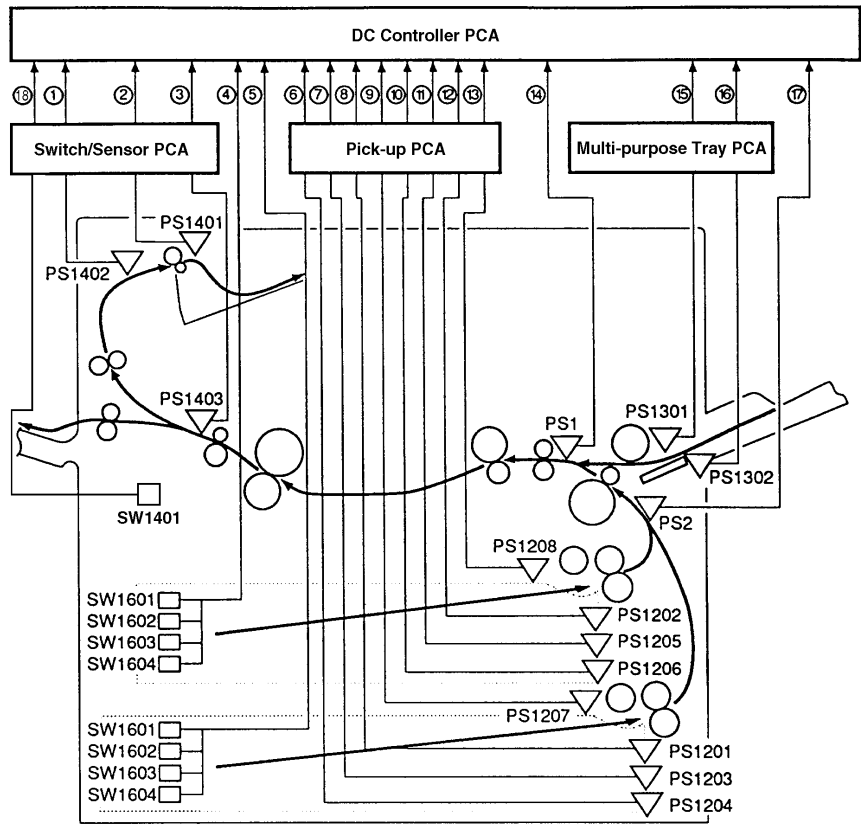 DC Controller PCA
⑱ ① ② ③ ④ ⑤ ⑥ ⑦ ⑧ ⑨ ⑩ ⑪ ⑫ ⑬ ⑭ ⑮ ⑯ ⑰
Switch/Sensor PCA
Pick-up PCA
Multi-purpose Tray PCA
PS1401
PS1402
PS1403
PS1
PS1301
PS1302
SW1401
PS2
PS1208
SW1601
SW1602
SW1603
SW1604
PS1202
PS1205
PS1206
PS1207
SW1601
SW1602
SW1603
SW1604
PS1201
PS1203
PS1204